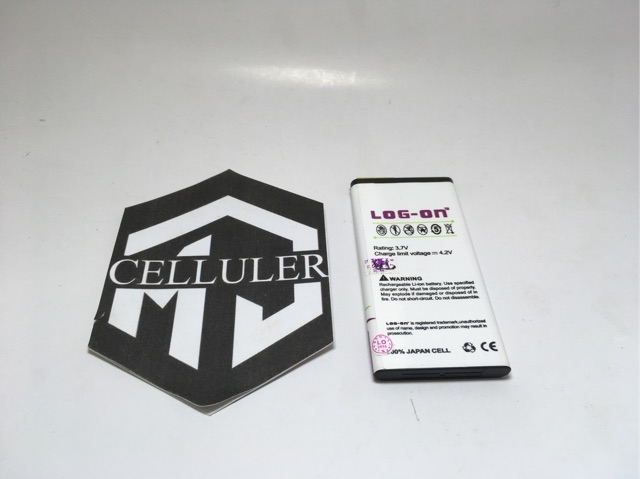 CELLULER
LOG-ON™
Rating: 3.7V
Charge limit voltage = 4.2V
WARNING
Rechargeable Li-ion battery. Use specified
charger only. Must be disposed of properly.
May explode if damaged or disposed of in
fire. Do not short-circuit. Do not disassemble.
LOG-ON® is registered trademark,unauthorized
use of name, design and promotion may result in
prosecution.
LO
100% JAPAN CELL
CE